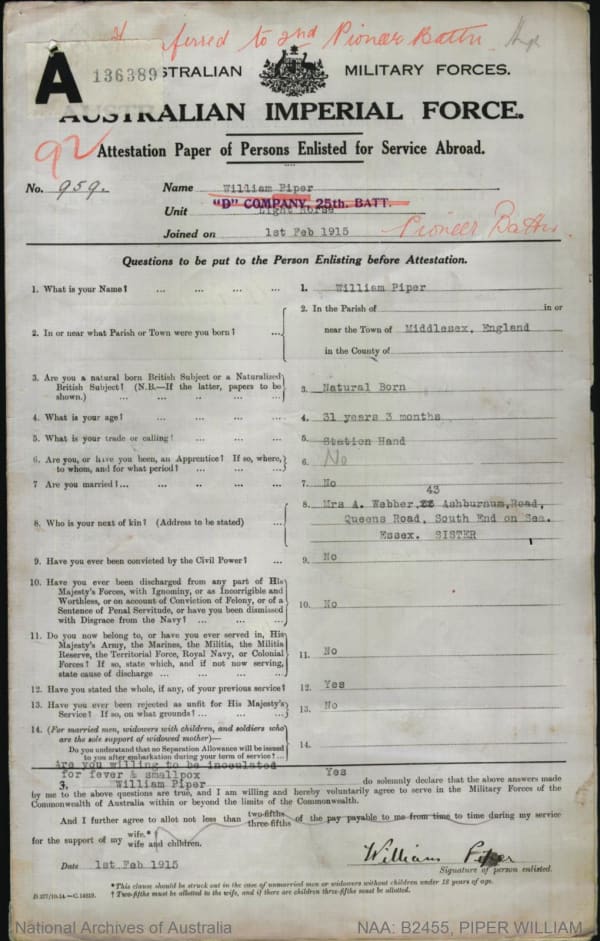 ferred to 2nd Pioneer Battn.
A 136389
STRALIAN MILITARY FORCES.
AUSTRALIAN IMPERIAL FORCE.
92
Attestation Paper of Persons Enlisted for Service Abroad.
No. 959. Name William Piper
"D" COMPANY, 25th. BATT.
Unit Light Horse
Joined on 1st Feb 1915 Pioneer Battn.
Questions to be put to the Person Enlisting before Attestation.
1. What is your Name? ... ... ... ... 1. William Piper
2. In or near what Parish or Town were you born? ... 2. In the Parish of in or
near the Town of Middlesex, England
in the County of
3. Are you a natural born British Subject or a Naturalized
British Subject? (N.B.—If the latter, papers to be
shown.) ... ... ... ... 3. Natural Born
4. What is your age? ... ... ... ... 4. 31 years 3 months
5. What is your trade or calling? ... ... ... 5. Station Hand
6. Are you, or have you been, an Apprentice? If so, where,
to whom, and for what period? ... ... ... 6. No
7 Are you married?... ... ... ... ... 7. No
8. Who is your next of kin? (Address to be stated) ... 8. Mrs A. Webber, 43 Ashburnum, Road,
Queens Road, South End on Sea.
Essex. SISTER
9. Have you ever been convicted by the Civil Power? ... 9. No
10. Have you ever been discharged from any part of His
Majesty's Forces, with Ignominy, or as Incorrigible and
Worthless, or on account of Conviction of Felony, or of a
Sentence of Penal Servitude, or have you been dismissed
with Disgrace from the Navy? ... ... ... 10. No
11. Do you now belong to, or have you ever served in, His
Majesty's Army, the Marines, the Militia, the Militia
Reserve, the Territorial Force, Royal Navy, or Colonial
Forces? If so, state which, and if not now serving,
state cause of discharge ... ... ... ... 11. No
12. Have you stated the whole, if any, of your previous service? 12. Yes
13. Have you ever been rejected as unfit for His Majesty's
Service? If so, on what grounds? ... ... ... 13. No
14. (For married men, widowers with children, and soldiers who
are the sole support of widowed mother)—
Do you understand that no Separation Allowance will be issued
to you after embarkation during your term of service? ... 14.
Are you willing to be inoculated
for fever & smallpox Yes
William Piper do solemnly declare that the above answers made
by me to the above questions are true, and I am willing and hereby voluntarily agree to serve in the Military Forces of the
Commonwealth of Australia within or beyond the limits of the Commonwealth.
And I further agree to allot not less than two-fifths three-fifths of the pay payable to me from time to time during my service
for the support of my wife.* wife and children.
William Piper
Date 1st Feb 1915 Signature of person enlisted.
*This clause should be struck out in the case of unmarried men or widowers without children under 18 years of age.
† Two-fifths must be allotted to the wife, and if there are children three-fifths must be allotted.
National Archives of Australia NAA: B2455, PIPER WILLIAM